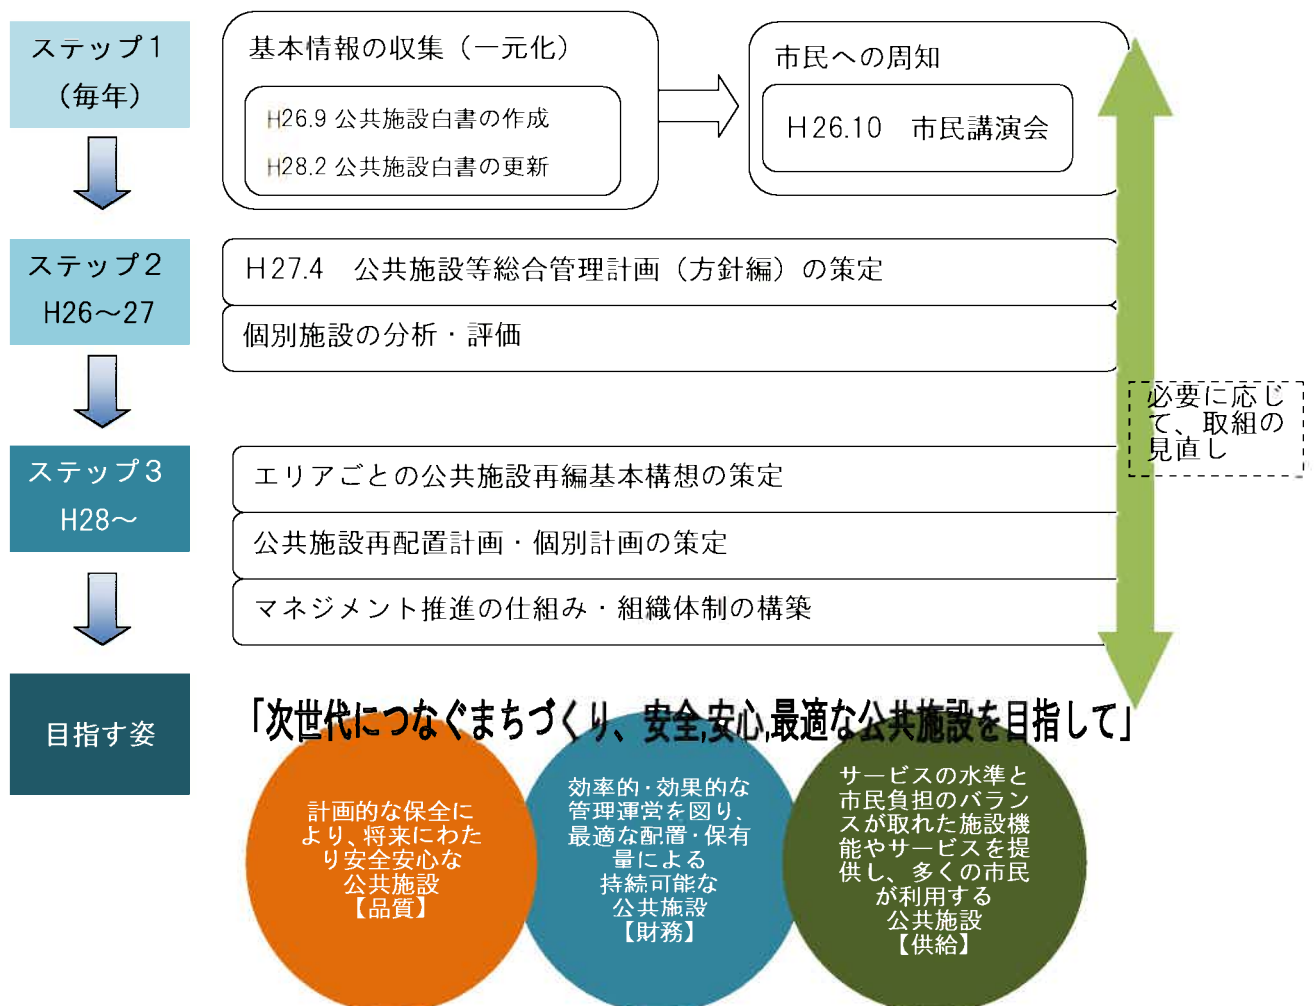 ステップ１
（毎年）
基本情報の収集（一元化）
H26.9 公共施設白書の作成
H28.2 公共施設白書の更新
市民への周知
H26.10　市民講演会
ステップ２
H26～27
H27.4　公共施設等総合管理計画（方針編）の策定
個別施設の分析・評価
必要に応じ
て、取組の
見直し
ステップ３
H28～
エリアごとの公共施設再編基本構想の策定
公共施設再配置計画・個別計画の策定
マネジメント推進の仕組み・組織体制の構築
目指す姿
「次世代につなぐまちづくり、安全,安心,最適な公共施設を目指して」
計画的な保全に
より、将来にわた
り安全安心な
公共施設
【品質】
効率的・効果的な
管理運営を図り、
最適な配置・保有
量による
持続可能な
公共施設
【財務】
サービスの水準と
市民負担のバラン
スが取れた施設機
能やサービスを提
供し、多くの市民
が利用する
公共施設
【供給】